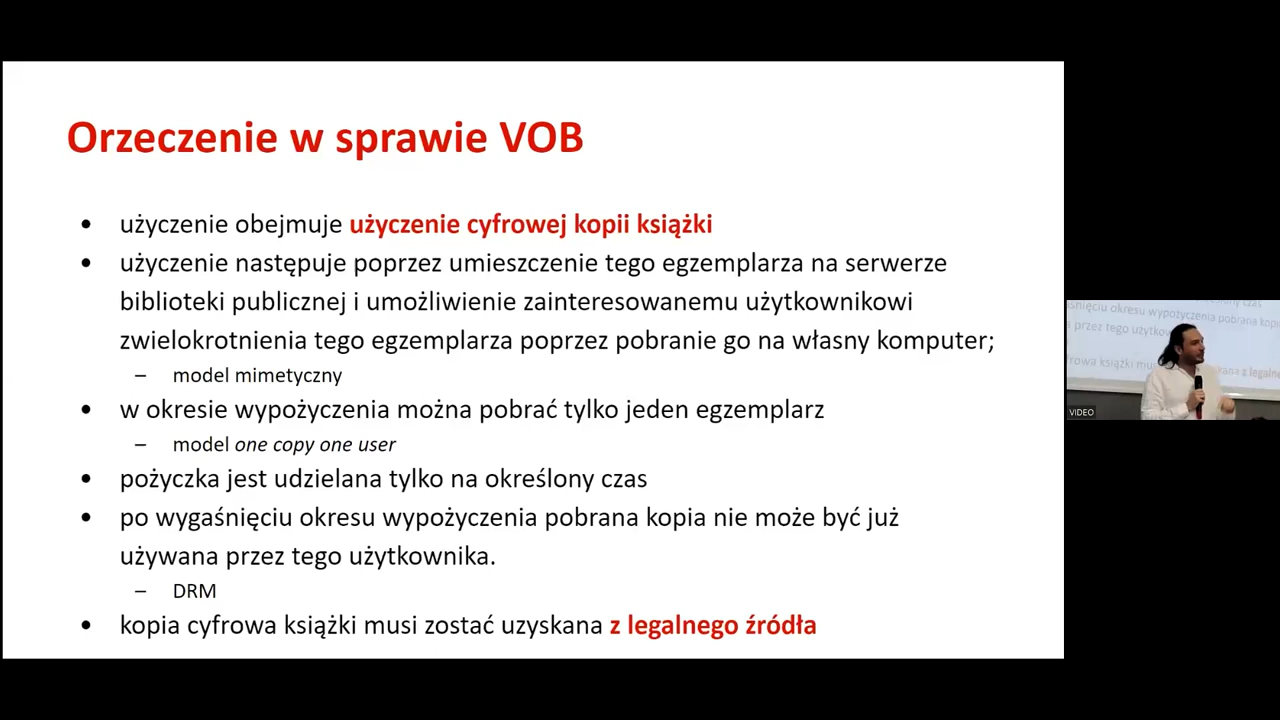 Orzeczenie w sprawie VOB
• użyczenie obejmuje użyczenie cyfrowej kopii książki
• użyczenie następuje poprzez umieszczenie tego egzemplarza na serwerze
biblioteki publicznej i umożliwienie zainteresowanemu użytkownikowi
zwielokrotnienia tego egzemplarza poprzez pobranie go na własny komputer;
– model mimetyczny
• w okresie wypożyczenia można pobrać tylko jeden egzemplarz
– model one copy one user
• pożyczka jest udzielana tylko na określony czas
• po wygaśnięciu okresu wypożyczenia pobrana kopia nie może być już
używana przez tego użytkownika.
– DRM
• kopia cyfrowa książki musi zostać uzyskana z legalnego źródła
VIDEO